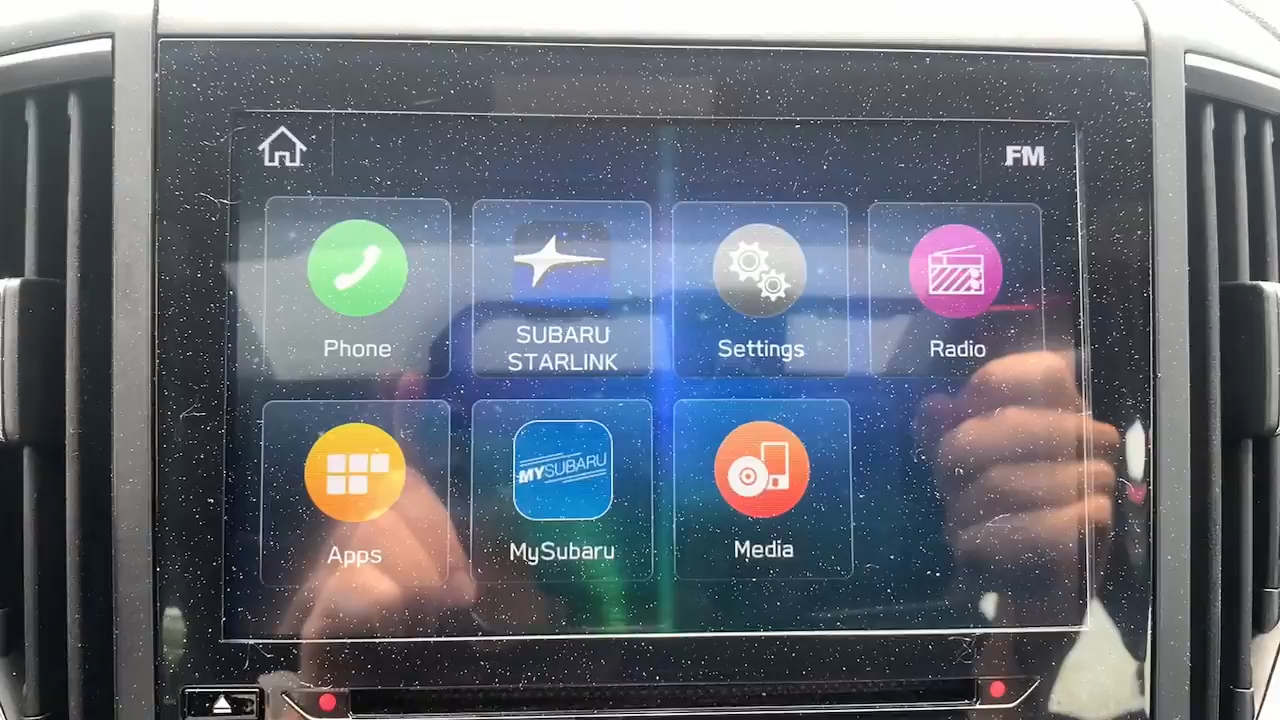 FM
Phone
SUBARU
STARLINK
Settings
Radio
MYSUBARU
Apps
MySubaru
Media